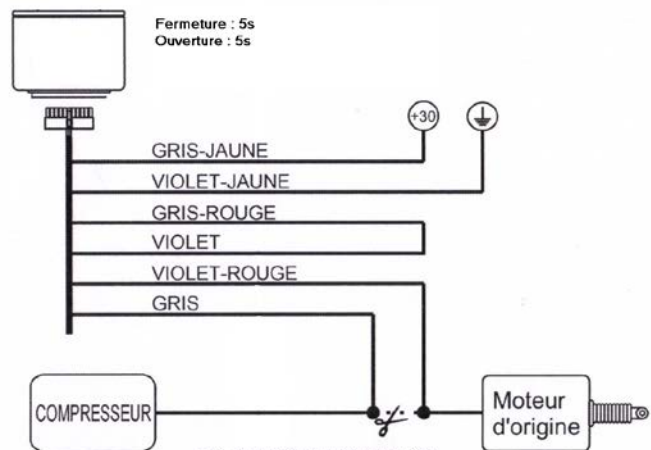 Fermeture : 5s
Ouverture : 5s
+30
GRIS-JAUNE
VIOLET-JAUNE
GRIS-ROUGE
VIOLET
VIOLET-ROUGE
GRIS
COMPRESSEUR
Moteur
d'origine